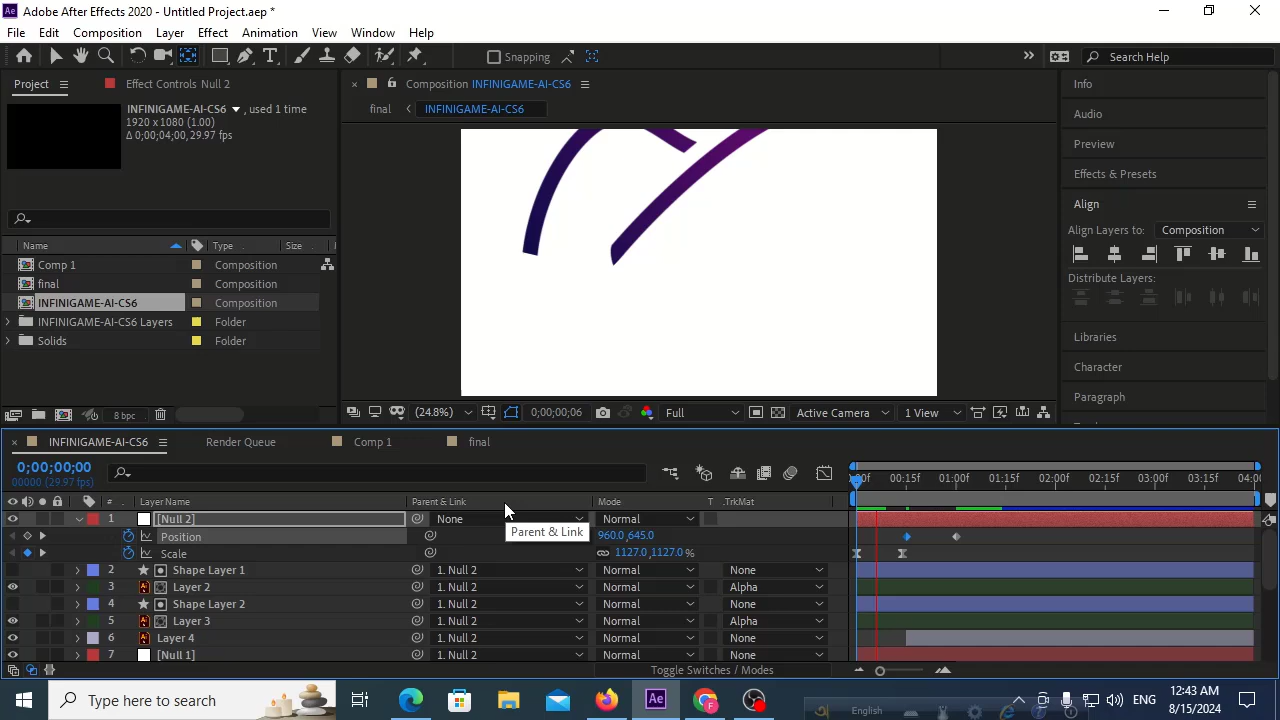 Adobe After Effects 2020 - Untitled Project.aep *
File Edit Composition Layer Effect Animation View Window Help
Snapping
Search Help
Project
Effect Controls Null 2
Composition INFINIGAME-AI-CS6
final
INFINIGAME-AI-CS6
INFINIGAME-AI-CS6 , used 1 time
1920 x 1080 (1.00)
Δ 0;00;04;00, 29.97 fps
Name Type Size
Comp 1 Composition
final Composition
INFINIGAME-AI-CS6 Composition
INFINIGAME-AI-CS6 Layers Folder
Solids Folder
8 bpc
(24.8%) 0;00;00;06 Full Active Camera 1 View
Info
Audio
Preview
Effects & Presets
Align
Align Layers to: Composition
Distribute Layers:
Libraries
Character
Paragraph
INFINIGAME-AI-CS6 Render Queue Comp 1 final
0;00;00;00
00000 (29.97 fps)
:00f 00:15f 01:00f 01:15f 02:00f 02:15f 03:00f 03:15f 04:00
# Layer Name Parent & Link Mode T .TrkMat
1 [Null 2] None Normal
Parent & Link
Position 960.0,645.0
Scale 1127.0,1127.0 %
2 Shape Layer 1 1. Null 2 Normal None
3 Layer 2 1. Null 2 Normal Alpha
4 Shape Layer 2 1. Null 2 Normal None
5 Layer 3 1. Null 2 Normal Alpha
6 Layer 4 1. Null 2 Normal None
7 [Null 1] 1. Null 2 Normal None
Toggle Switches / Modes
Type here to search
English
ENG
12:43 AM
8/15/2024